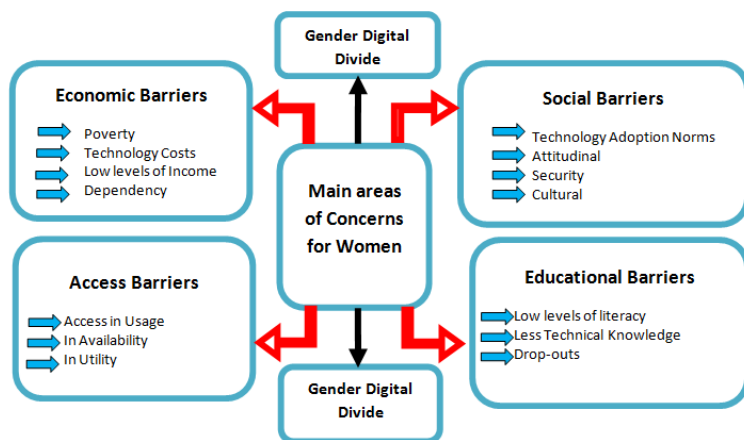 Gender Digital
Divide
Economic Barriers
Poverty
Technology Costs
Low levels of Income
Dependency
Social Barriers
Technology Adoption Norms
Attitudinal
Security
Cultural
Main areas
of Concerns
for Women
Access Barriers
Access in Usage
In Availability
In Utility
Educational Barriers
Low levels of literacy
Less Technical Knowledge
Drop-outs
Gender Digital
Divide